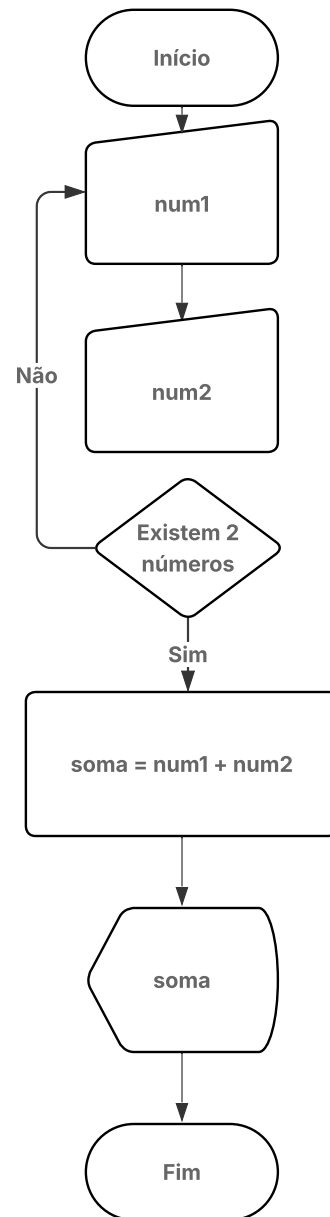 Início
num1
Não
num2
Existem 2
números
Sim
soma = num1 + num2
soma
Fim